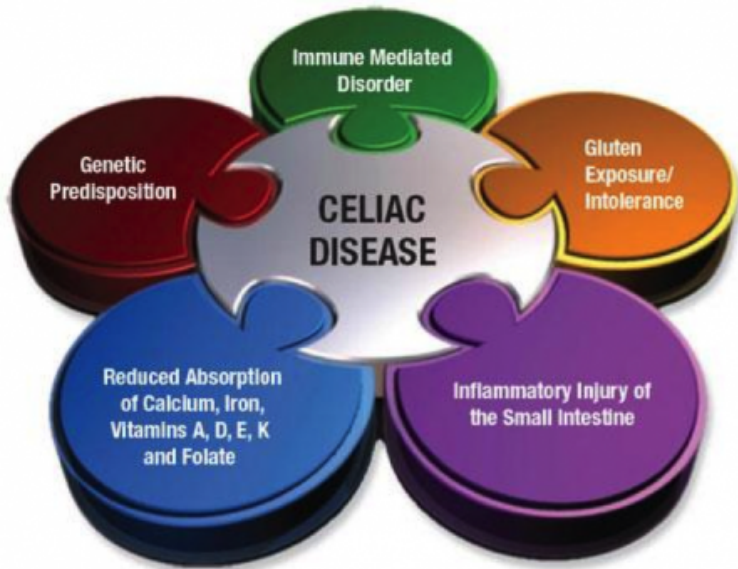 Immune Mediated
Disorder
Genetic
Predisposition
Gluten
Exposure/
Intolerance
CELIAC
DISEASE
Reduced Absorption
of Calcium, Iron,
Vitamins A, D, E, K
and Folate
Inflammatory Injury of
the Small Intestine